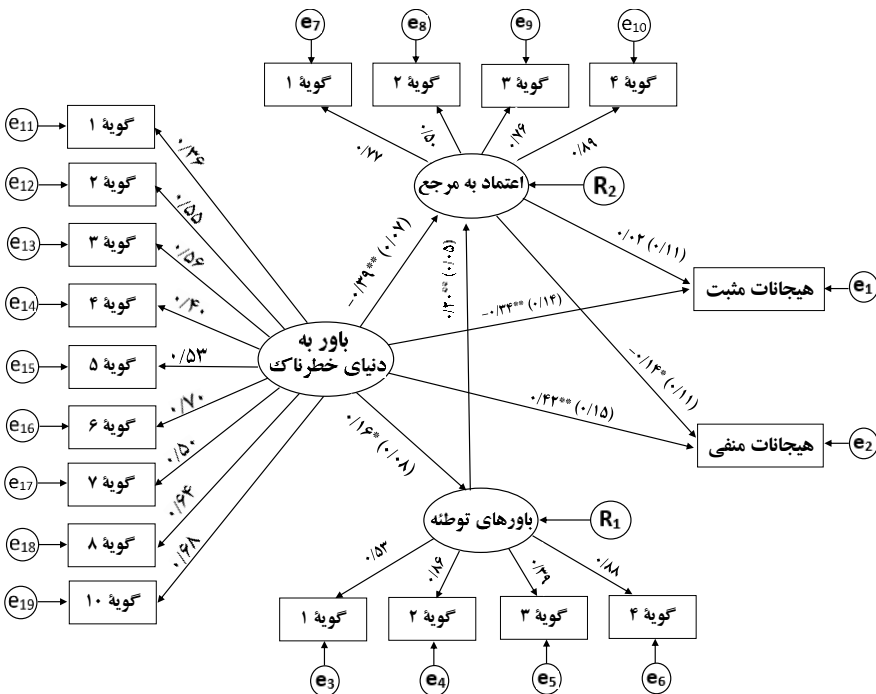 e7
e8
e9
e10
گویهٔ ۱
گویهٔ ۲
گویهٔ ۳
گویهٔ ۴
۰/۷۷
۰/۵۰
۰/۷۶
۰/۸۹
اعتماد به مرجع
R2
e11
گویهٔ ۱
۰/۳۶
e12
گویهٔ ۲
۰/۵۵
e13
گویهٔ ۳
۰/۵۶
e14
گویهٔ ۴
۰/۴۰
e15
گویهٔ ۵
۰/۵۳
e16
گویهٔ ۶
۰/۷۰
e17
گویهٔ ۷
۰/۵۰
e18
گویهٔ ۸
۰/۶۴
e19
گویهٔ ۱۰
۰/۶۸
باور به
دنیای خطرناک
−۰/۳۹** (۰/۰۷)
** (۰/۰۵)
۰/۰۲ (۰/۱۱)
−۰/۳۴** (۰/۱۴)
هیجانات مثبت
e1
−۰/۱۴* (۰/۱۱)
۰/۴۲** (۰/۱۵)
هیجانات منفی
e2
۰/۱۶* (۰/۰۸)
باورهای توطئه
R1
۰/۵۳
۰/۸۶
۰/۳۹
۰/۸۸
گویهٔ ۱
گویهٔ ۲
گویهٔ ۳
گویهٔ ۴
e3
e4
e5
e6